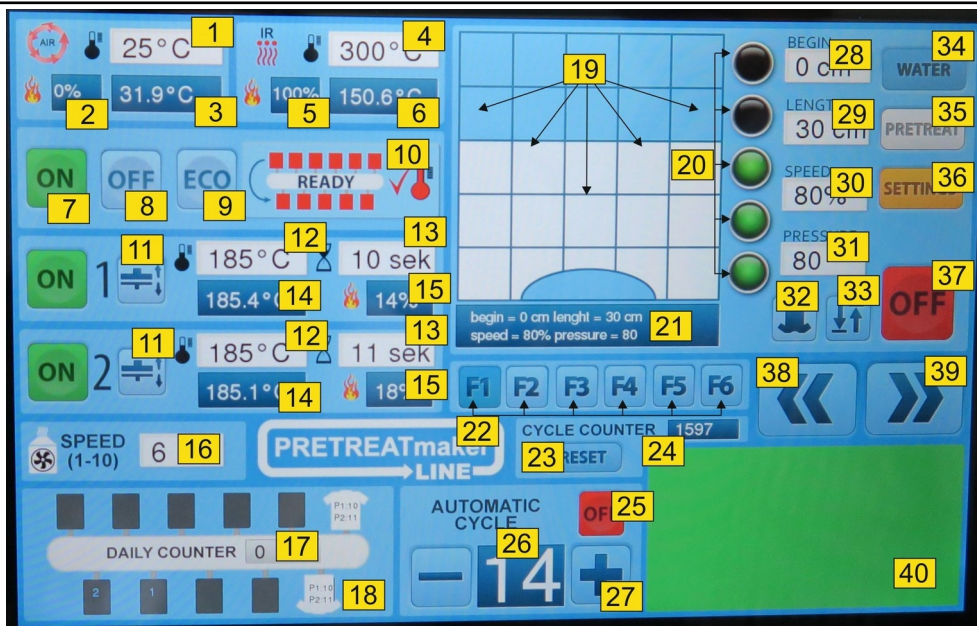 AIR
25°C
1
IR
300°C
4
0%
2
31.9°C
3
100%
5
150.6°C
6
ON
7
OFF
8
ECO
9
READY
10
ON
1
11
185°C
12
10 sek
13
185.4°C
14
14%
15
ON
2
11
185°C
12
11 sek
13
185.1°C
14
18%
15
SPEED
(1-10)
6
16
PRETREATmaker
LINE
DAILY COUNTER 0
17
P1:10
P2:11
2
1
P1:10
P2:11
18
19
20
begin = 0 cm lenght = 30 cm
speed = 80% pressure = 80
21
BEGIN
0 cm
28
LENGT
30 cm
29
SPEED
80%
30
PRESSURE
80
31
32
33
WATER
34
PRETREAT
35
SETTING
36
OFF
37
F1
F2
F3
F4
F5
F6
22
CYCLE COUNTER 1597
23
RESET
24
38
39
AUTOMATIC
CYCLE
OFF
25
26
14
27
40